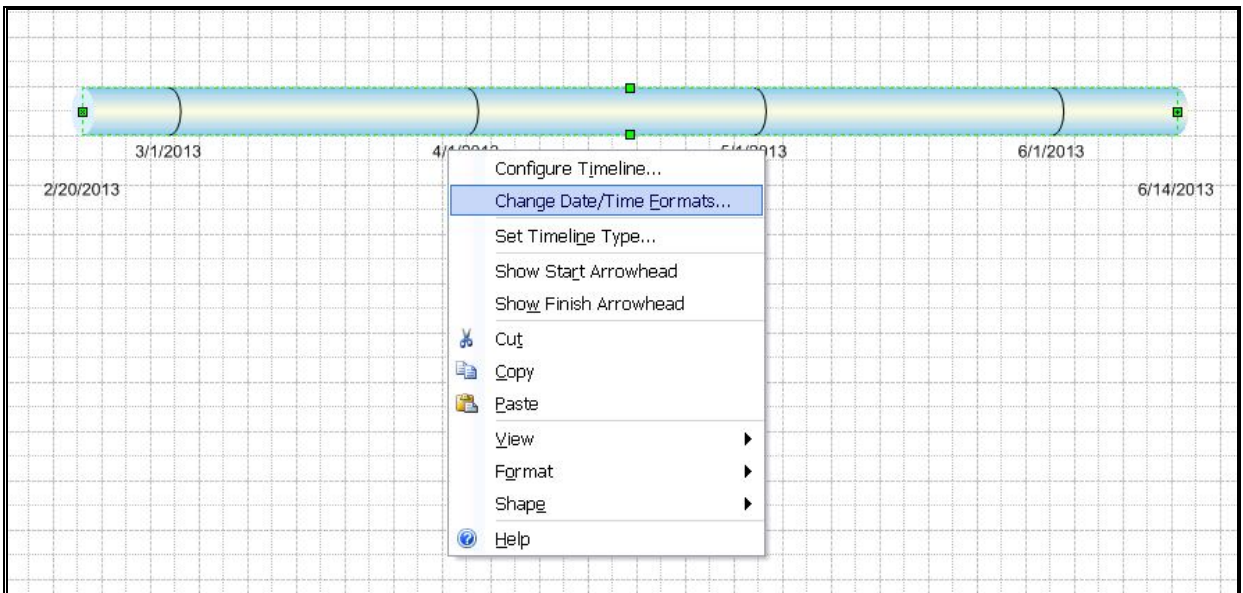 3/1/2013
6/1/2013
2/20/2013
6/14/2013
Configure Timeline...
Change Date/Time Formats...
Set Timeline Type...
Show Start Arrowhead
Show Finish Arrowhead
Cut
Copy
Paste
View
Format
Shape
Help